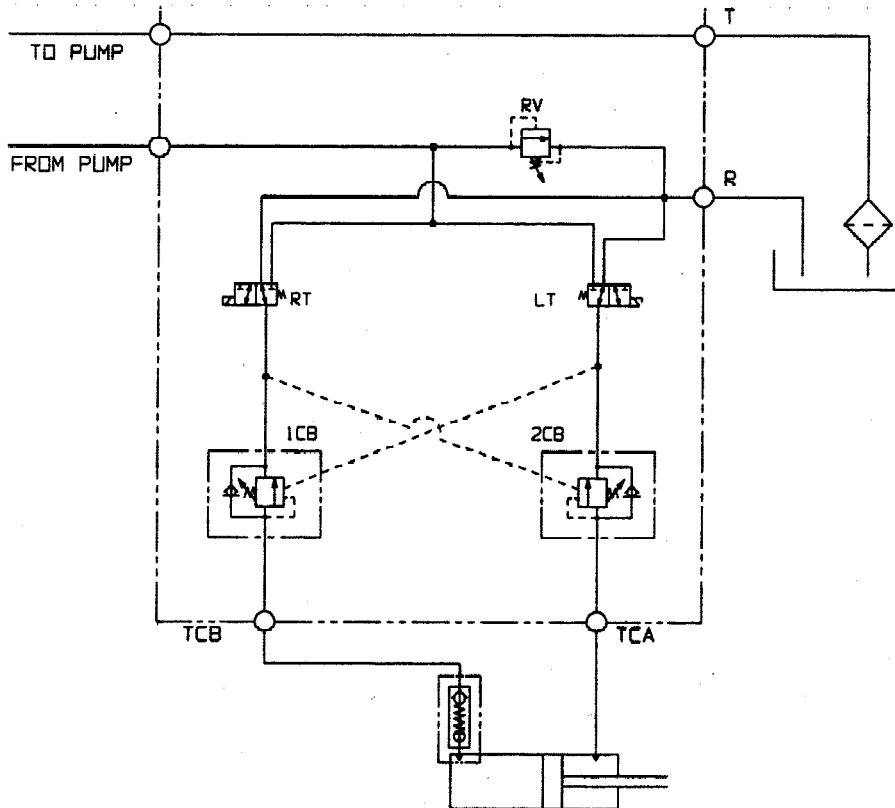 T
TO PUMP
RV
FROM PUMP
R
RT
LT
1CB
2CB
TCB
TCA